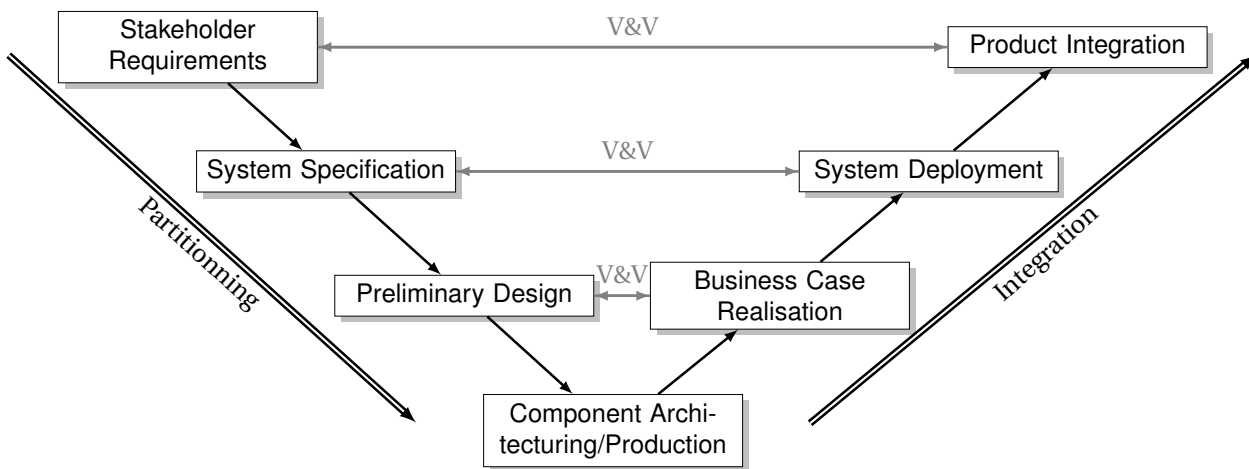 Stakeholder
Requirements
V&V
Product Integration
System Specification
V&V
System Deployment
Partitionning
Integration
Preliminary Design
V&V
Business Case
Realisation
Component Archi-
tecturing/Production